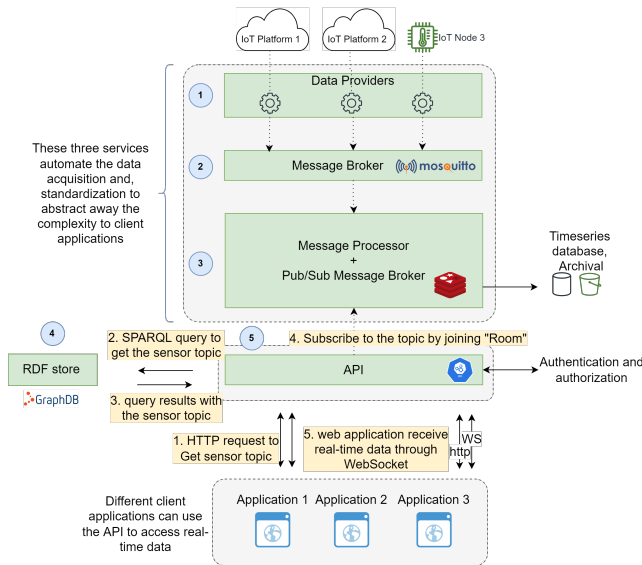 IoT Platform 1
IoT Platform 2
IoT Node 3
Data Providers
1
These three services
automate the data
acquisition and,
standardization to
abstract away the
complexity to client
applications
2
Message Broker
mosquitto
3
Message Processor
+
Pub/Sub Message Broker
Timeseries
database,
Archival
4
2. SPARQL query to
get the sensor topic
5
4. Subscribe to the topic by joining "Room"
RDF store
GraphDB
API
Authentication and
authorization
3. query results with
the sensor topic
1. HTTP request to
Get sensor topic
5. web application receive
real-time data through
WebSocket
WS
http
Different client
applications can use
the API to access real-
time data
Application 1
Application 2
Application 3